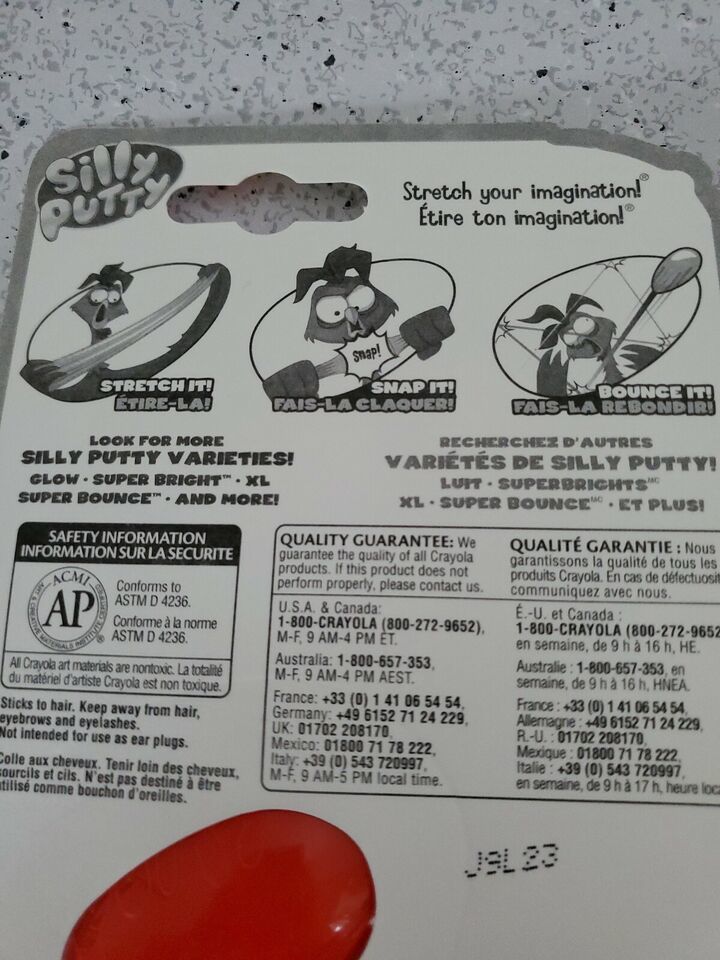 Silly
PUTTY
Stretch your imagination!®
Étire ton imagination!®
Snap!
STRETCH IT!
ÉTIRE-LA!
SNAP IT!
FAIS-LA CLAQUER!
BOUNCE IT!
FAIS-LA REBONDIR!
LOOK FOR MORE
SILLY PUTTY VARIETIES!
GLOW · SUPER BRIGHT™ · XL
SUPER BOUNCE™ · AND MORE!
RECHERCHEZ D'AUTRES
VARIÉTÉS DE SILLY PUTTY!
LUIT · SUPERBRIGHTS MC
XL · SUPER BOUNCE MC · ET PLUS!
SAFETY INFORMATION
INFORMATION SUR LA SECURITE
ACMI
AP
ART & CREATIVE MATERIALS INSTITUTE CERTIFIED
Conforms to
ASTM D 4236.
Conforme à la norme
ASTM D 4236.
All Crayola art materials are nontoxic. La totalité
du matériel d'artiste Crayola est non toxique.
Sticks to hair. Keep away from hair,
eyebrows and eyelashes.
Not intended for use as ear plugs.
Colle aux cheveux. Tenir loin des cheveux,
sourcils et cils. N'est pas destiné à être
utilisé comme bouchon d'oreilles.
QUALITY GUARANTEE: We
guarantee the quality of all Crayola
products. If this product does not
perform properly, please contact us.
U.S.A. & Canada:
1-800-CRAYOLA (800-272-9652),
M-F, 9 AM-4 PM ET.
Australia: 1-800-657-353,
M-F, 9 AM-4 PM AEST.
France: +33 (0) 1 41 06 54 54,
Germany: +49 6152 71 24 229,
UK: 01702 208170,
Mexico: 01800 71 78 222,
Italy: +39 (0) 543 720997,
M-F, 9 AM-5 PM local time.
QUALITÉ GARANTIE : Nous
garantissons la qualité de tous les
produits Crayola. En cas de défectuosit
communiquez avec nous.
É.-U. et Canada :
1-800-CRAYOLA (800-272-9652
en semaine, de 9 h à 16 h, HE.
Australie : 1-800-657-353, en
semaine, de 9 h à 16 h, HNEA.
France : +33 (0) 1 41 06 54 54,
Allemagne : +49 6152 71 24 229,
R.-U. : 01702 208170,
Mexique : 01800 71 78 222,
Italie : +39 (0) 543 720997,
en semaine, de 9 h à 17 h, heure loca
J9L 23